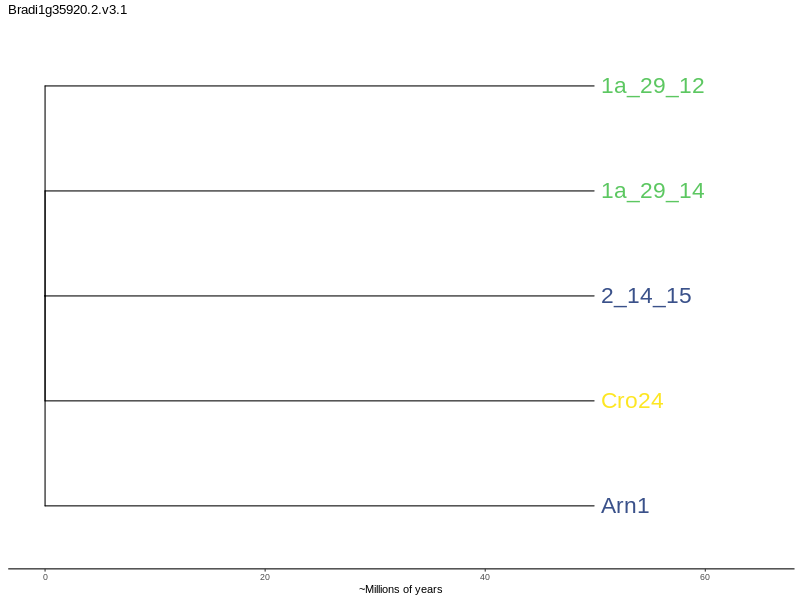 Bradi1g35920.2.v3.1
1a_29_12
1a_29_14
2_14_15
Cro24
Arn1
0 20 40 60
~Millions of years